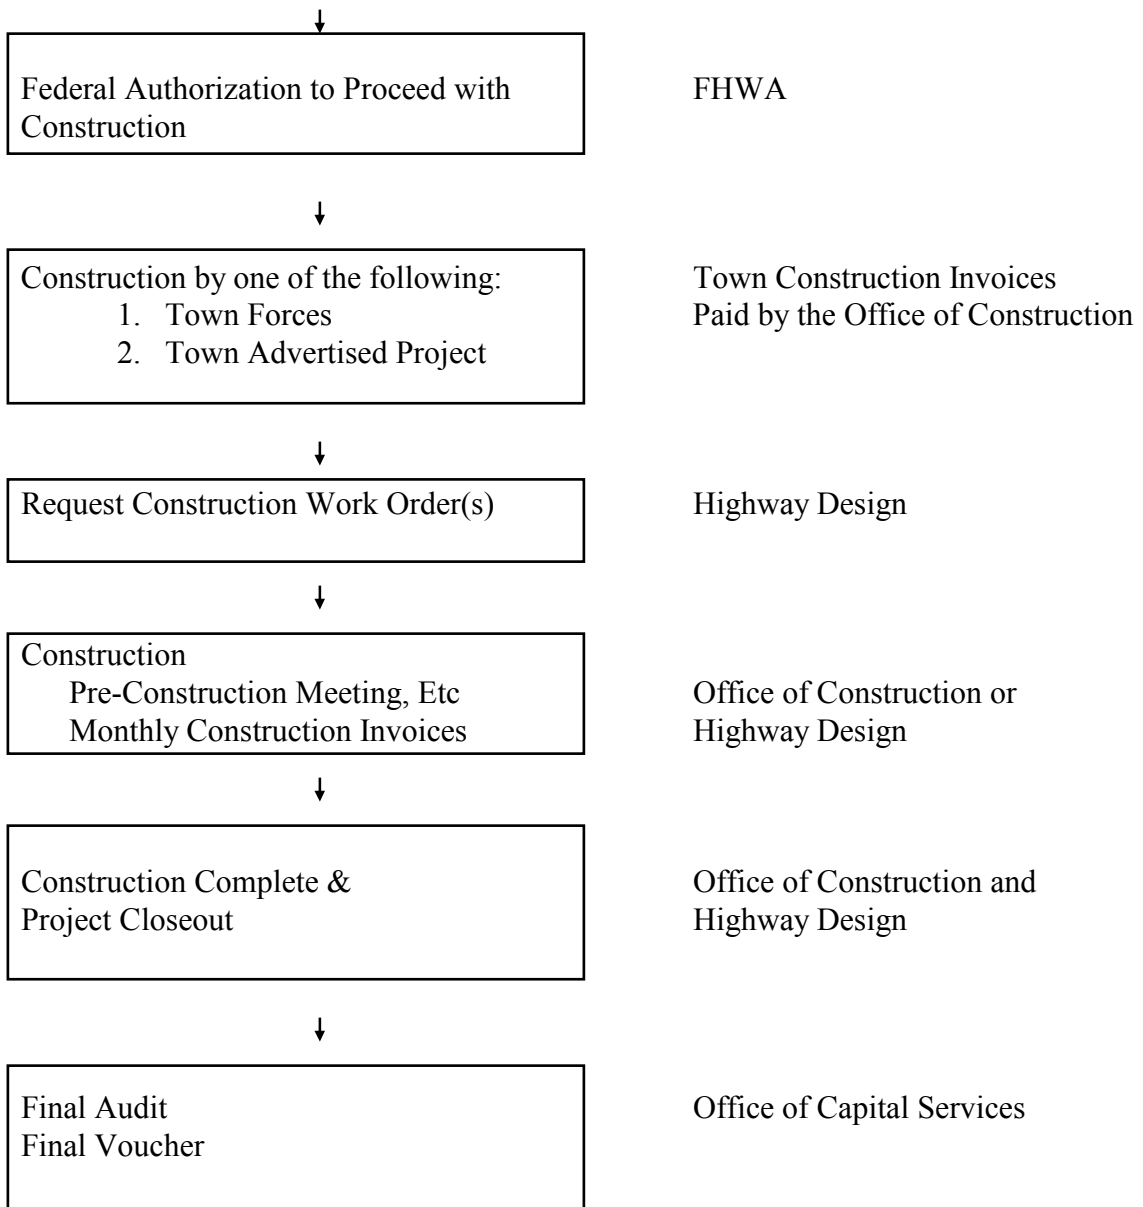 Federal Authorization to Proceed with
Construction
FHWA
Construction by one of the following:
1. Town Forces
2. Town Advertised Project
Town Construction Invoices
Paid by the Office of Construction
Request Construction Work Order(s)
Highway Design
Construction
Pre-Construction Meeting, Etc
Monthly Construction Invoices
Office of Construction or
Highway Design
Construction Complete &
Project Closeout
Office of Construction and
Highway Design
Final Audit
Final Voucher
Office of Capital Services